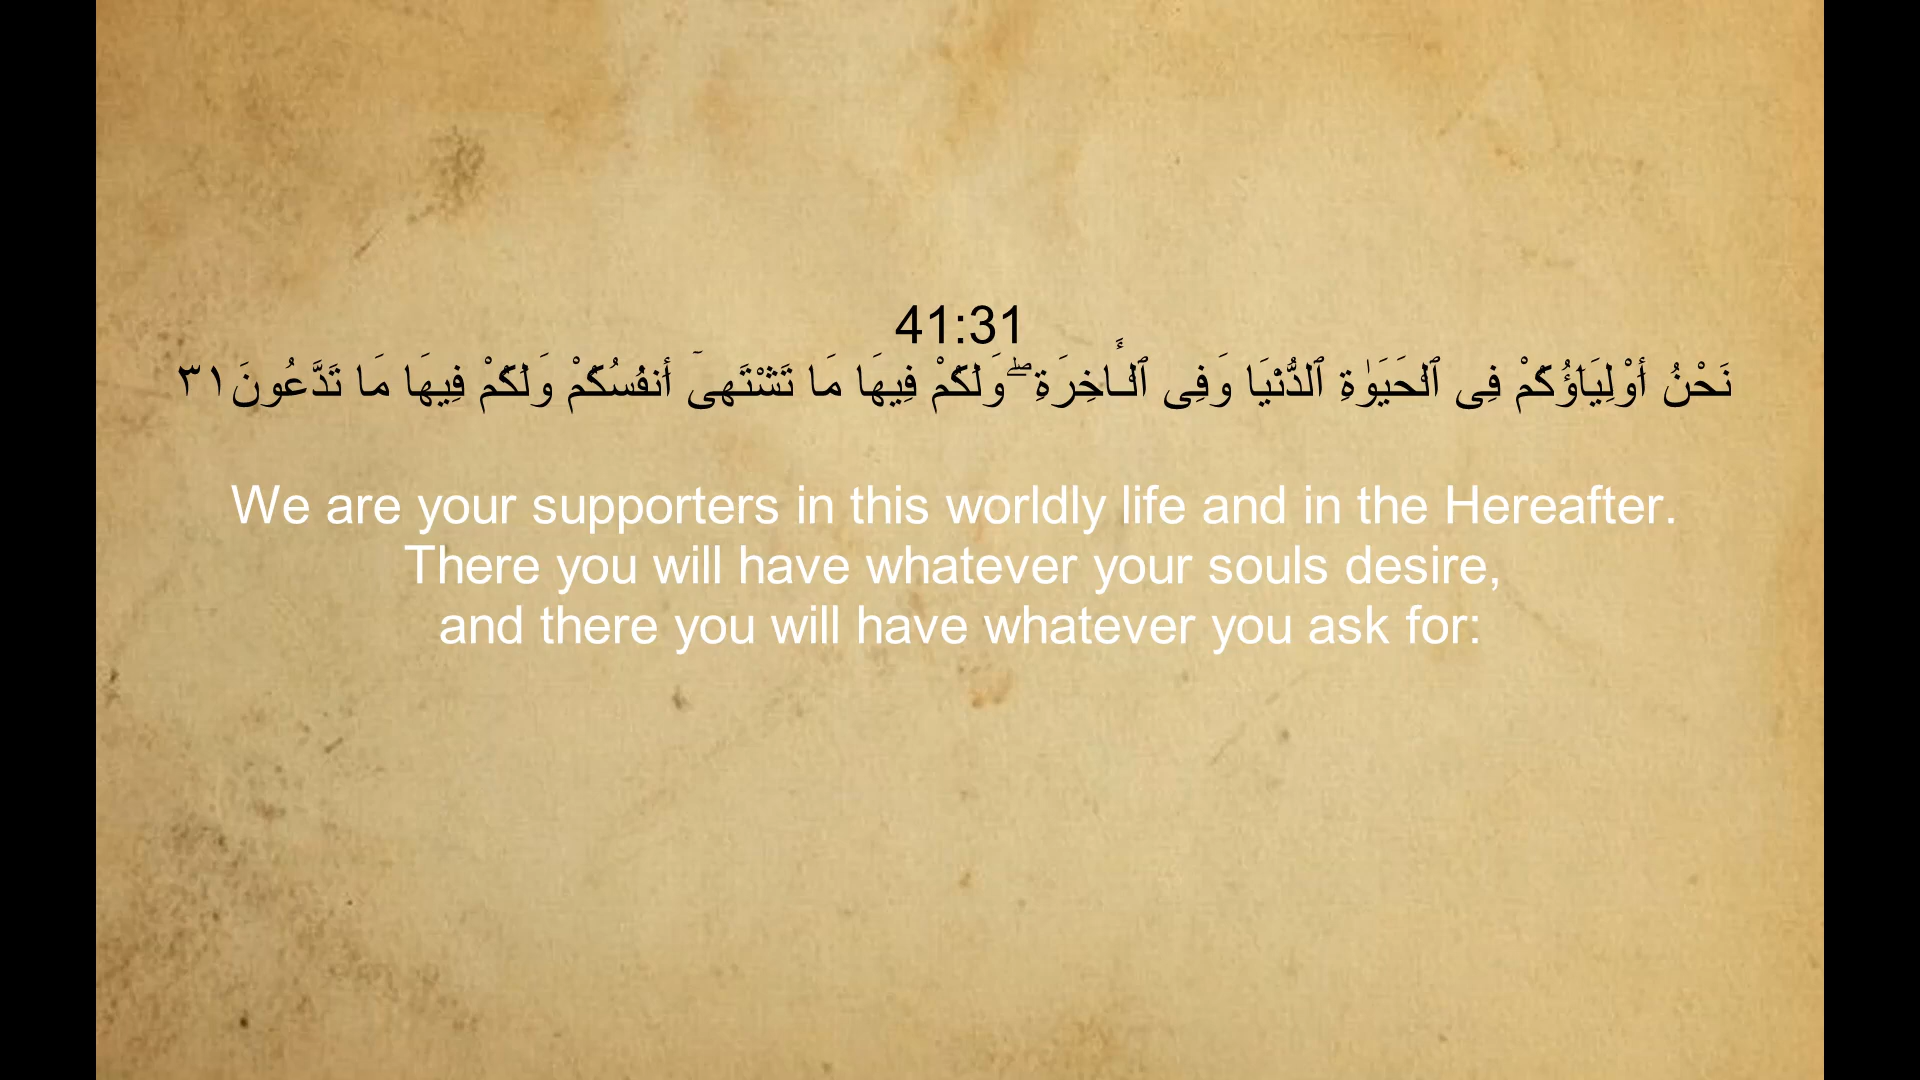 41:31
نَحْنُ أَوْلِيَآؤُكُمْ فِى ٱلْحَيَوٰةِ ٱلدُّنْيَا وَفِى ٱلْـَٔاخِرَةِ ۖ وَلَكُمْ فِيهَا مَا تَشْتَهِىٓ أَنفُسُكُمْ وَلَكُمْ فِيهَا مَا تَدَّعُونَ ٣١
We are your supporters in this worldly life and in the Hereafter.
There you will have whatever your souls desire,
and there you will have whatever you ask for: